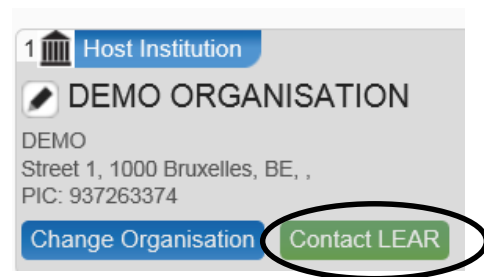 1 Host Institution
DEMO ORGANISATION
DEMO
Street 1, 1000 Bruxelles, BE, ,
PIC: 937263374
Change Organisation Contact LEAR